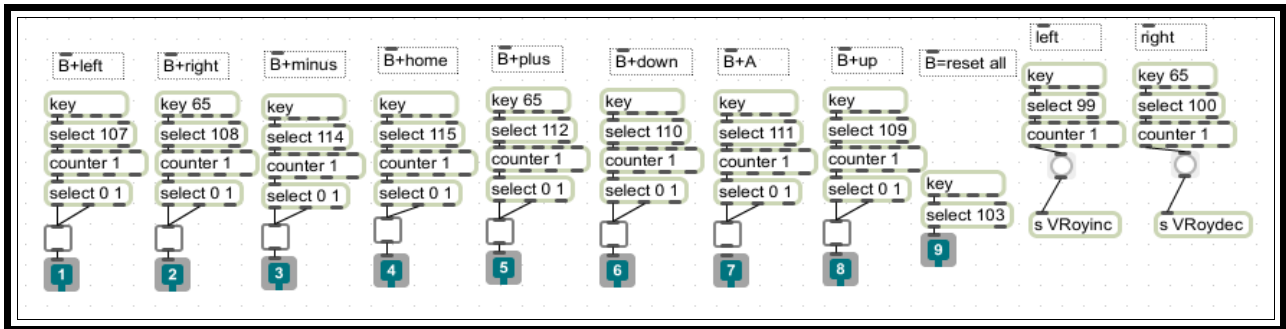 B+left
B+right
B+minus
B+home
B+plus
B+down
B+A
B+up
B=reset all
left
right
key
key 65
key
key
key 65
key
key
key
key
key
key 65
select 107
select 108
select 114
select 115
select 112
select 110
select 111
select 109
select 103
select 99
select 100
counter 1
counter 1
counter 1
counter 1
counter 1
counter 1
counter 1
counter 1
counter 1
counter 1
select 0 1
select 0 1
select 0 1
select 0 1
select 0 1
select 0 1
select 0 1
select 0 1
s VRoyinc
s VRoydec
1
2
3
4
5
6
7
8
9